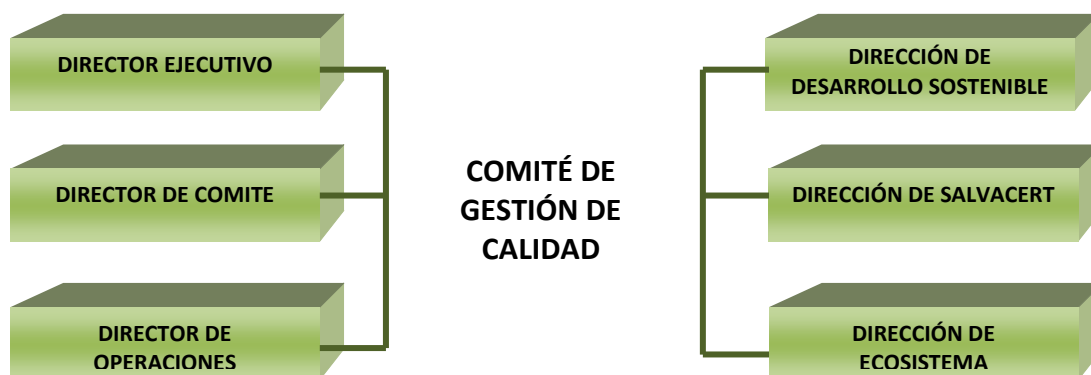 DIRECTOR EJECUTIVO
DIRECTOR DE COMITE
DIRECTOR DE
OPERACIONES
COMITÉ DE
GESTIÓN DE
CALIDAD
DIRECCIÓN DE
DESARROLLO SOSTENIBLE
DIRECCIÓN DE SALVACERT
DIRECCIÓN DE
ECOSISTEMA